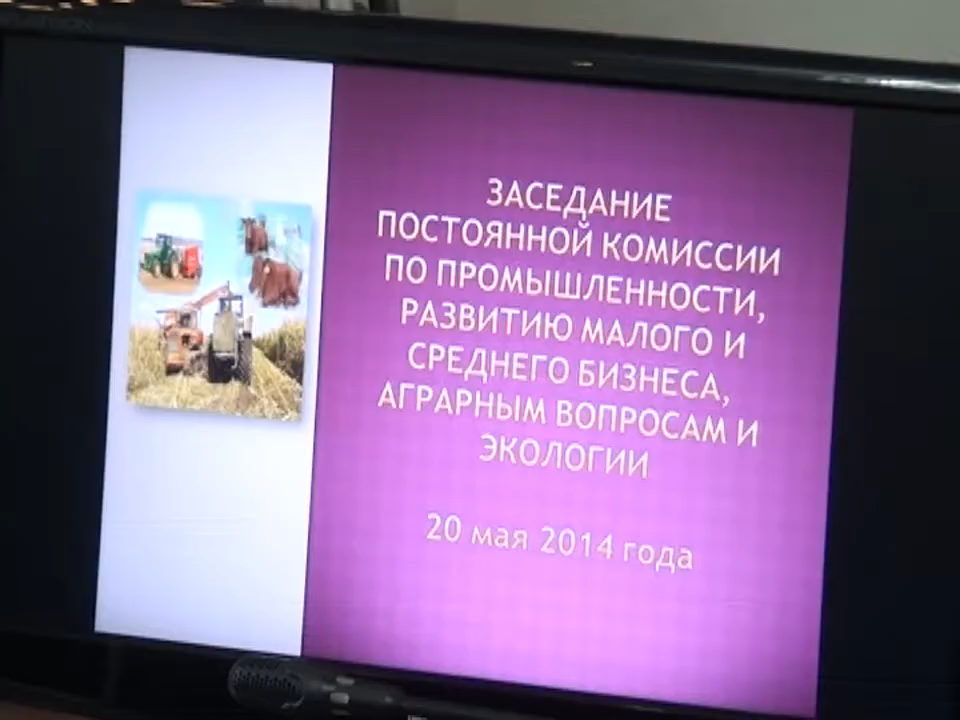 ЗАСЕДАНИЕ
ПОСТОЯННОЙ КОМИССИИ
ПО ПРОМЫШЛЕННОСТИ,
РАЗВИТИЮ МАЛОГО И
СРЕДНЕГО БИЗНЕСА,
АГРАРНЫМ ВОПРОСАМ И
ЭКОЛОГИИ
20 мая 2014 года